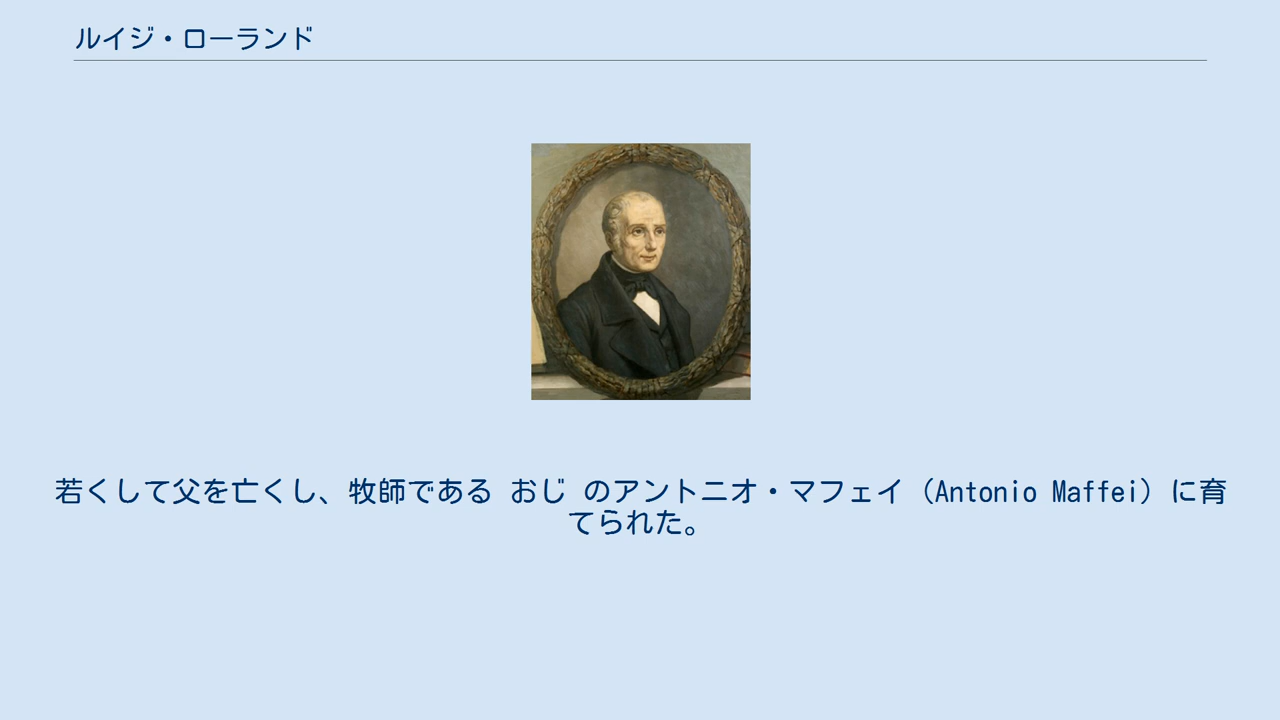 ルイジ・ローランド
若くして父を亡くし、牧師である おじ のアントニオ・マフェイ（Antonio Maffei）に育
てられた。